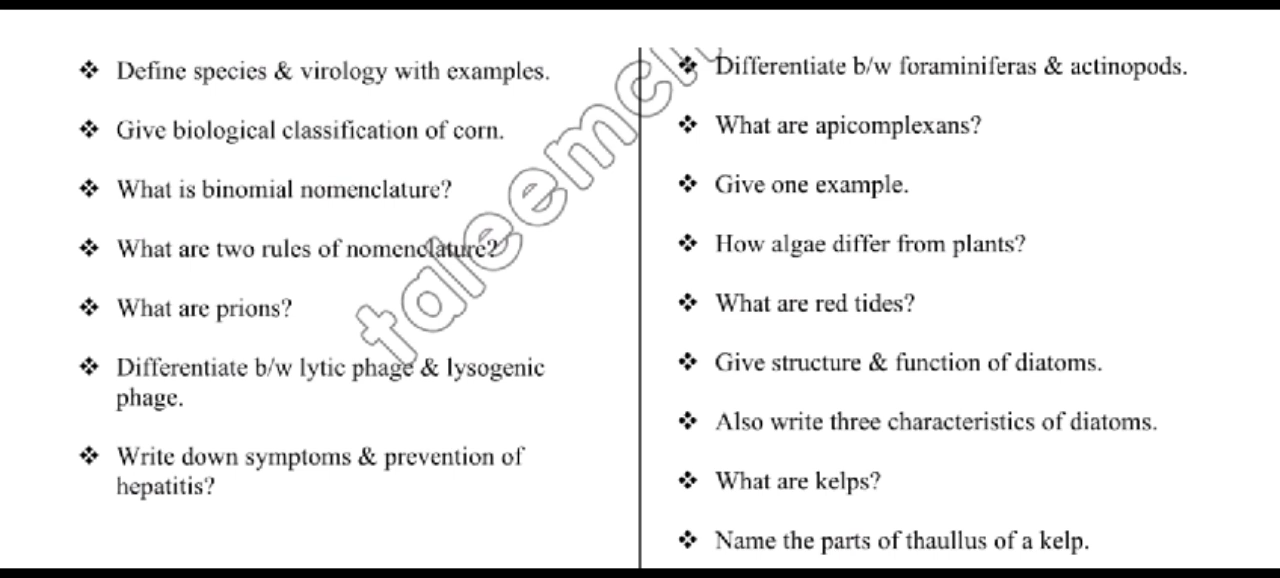 ❖ Define species & virology with examples.
❖ Give biological classification of corn.
❖ What is binomial nomenclature?
❖ What are two rules of nomenclature?
❖ What are prions?
❖ Differentiate b/w lytic phage & lysogenic
phage.
❖ Write down symptoms & prevention of
hepatitis?
❖ Differentiate b/w foraminiferas & actinopods.
❖ What are apicomplexans?
❖ Give one example.
❖ How algae differ from plants?
❖ What are red tides?
❖ Give structure & function of diatoms.
❖ Also write three characteristics of diatoms.
❖ What are kelps?
❖ Name the parts of thaullus of a kelp.